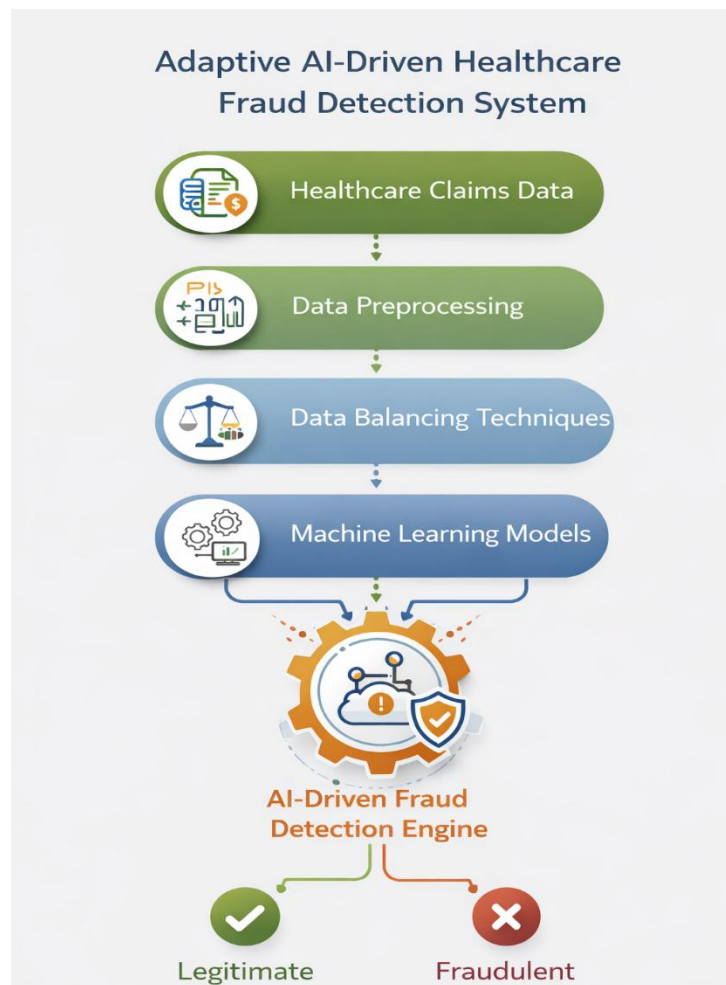 Adaptive AI-Driven Healthcare
Fraud Detection System
Healthcare Claims Data
$
Data Preprocessing
Data Balancing Techniques
Machine Learning Models
!
AI-Driven Fraud
Detection Engine
Legitimate
Fraudulent